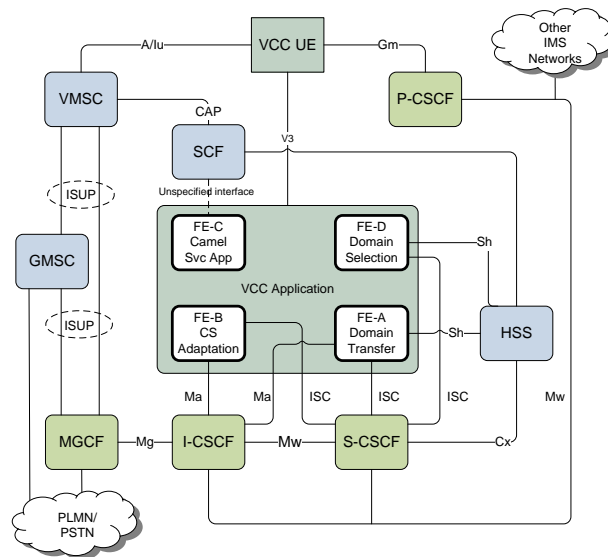 Other
IMS
Networks
A/Iu
VCC UE
Gm
VMSC
P-CSCF
CAP
SCF
V3
ISUP
Unspecified interface
FE-C
Camel
Svc App
FE-D
Domain
Selection
Sh
GMSC
VCC Application
FE-B
CS
Adaptation
FE-A
Domain
Transfer
Sh
HSS
ISUP
Ma
Ma
ISC
ISC
ISC
Mw
MGCF
Mg
I-CSCF
Mw
S-CSCF
Cx
PLMN/
PSTN